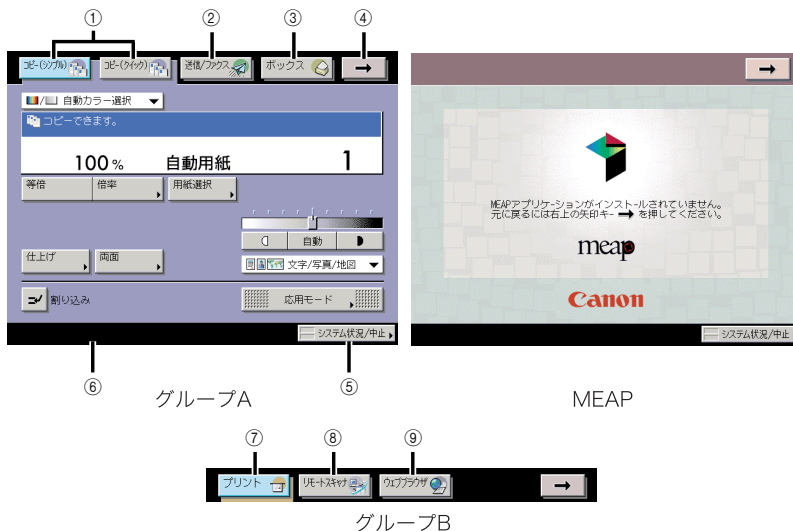 ① ② ③ ④
コピー(シンプル) コピー(クイック) 送信/ファクス ボックス →
自動カラー選択
コピーできます。
100% 自動用紙 1
等倍 倍率 用紙選択
自動
仕上げ 両面
文字/写真/地図
割り込み 応用モード
システム状況/中止
⑥ ⑤
グループA
→
MEAPアプリケーションがインストールされていません。
元に戻るには右上の矢印キー → を押してください。
meap
Canon
システム状況/中止
MEAP
⑦ ⑧ ⑨
プリント リモートスキャナ ウェブブラウザ →
グループB